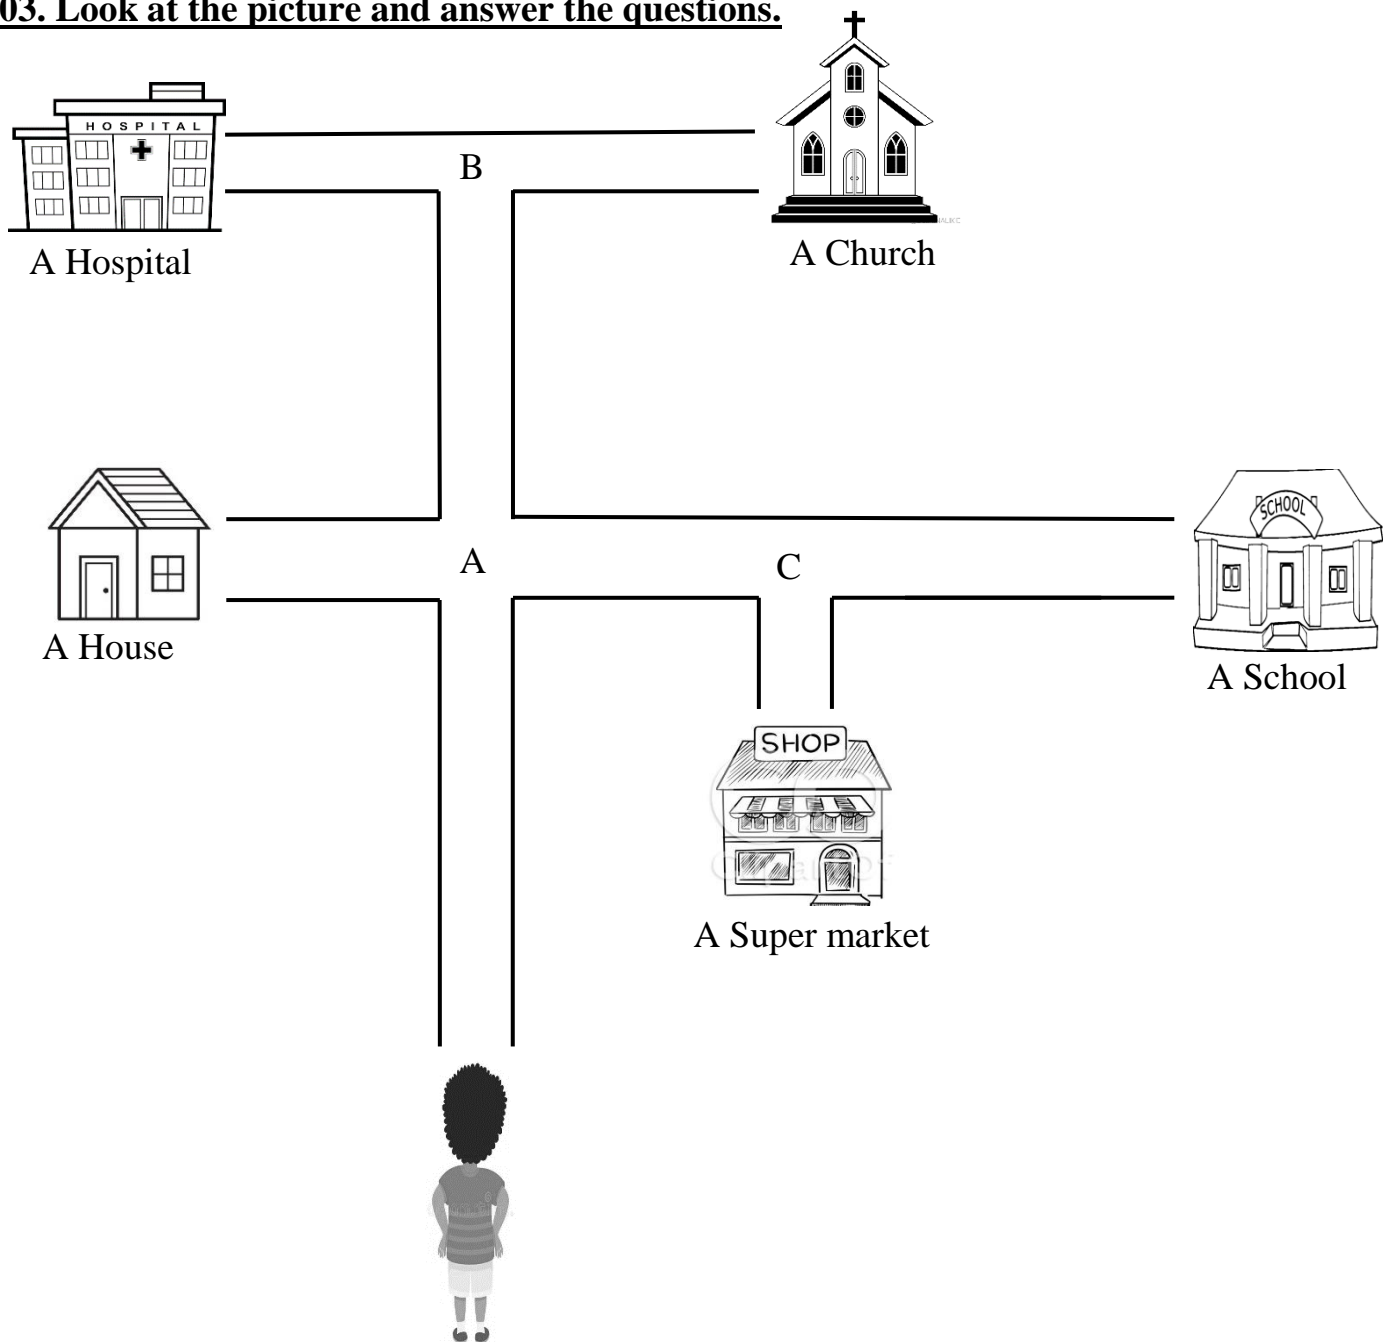 03. Look at the picture and answer the questions.
HOSPITAL
B
A Hospital
A Church
SCHOOL
A
C
A House
A School
SHOP
A Super market